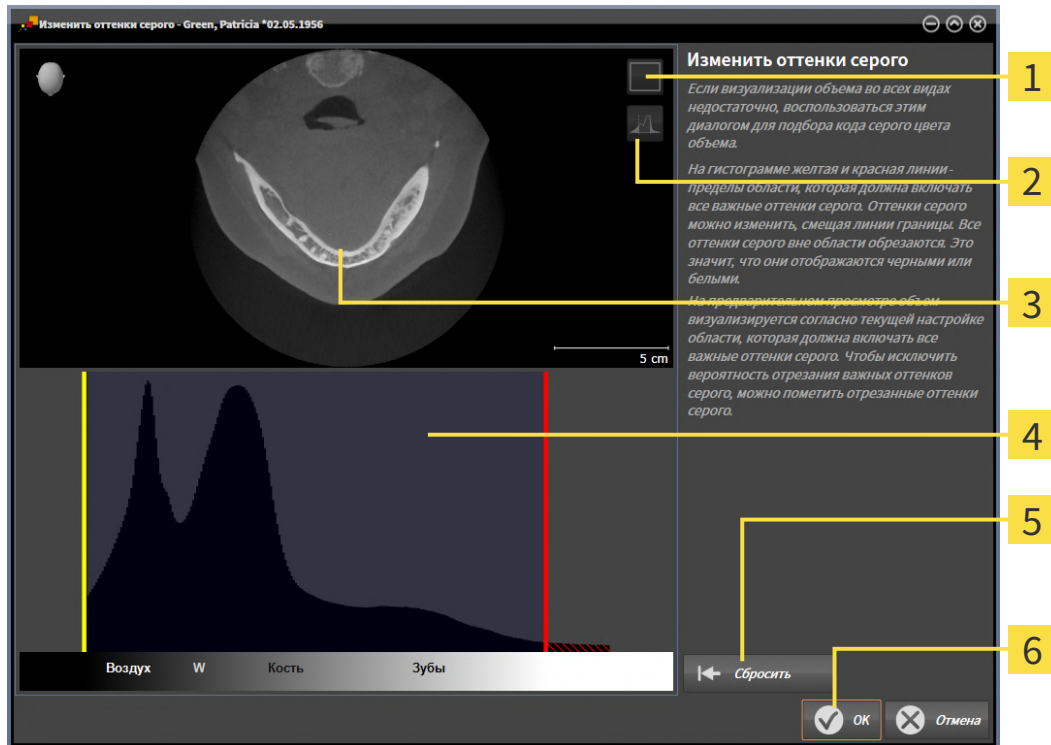 Изменить оттенки серого - Green, Patricia *02.05.1956
Изменить оттенки серого
Если визуализации объема во всех видах
недостаточно, воспользоваться этим
диалогом для подбора кода серого цвета
объема.
На гистограмме желтая и красная линии-
пределы области, которая должна включать
все важные оттенки серого. Оттенки серого
можно изменить, смещая линии границы. Все
оттенки серого вне области обрезаются. Это
значит, что они отображаются черными или
белыми.
На предварительном просмотре объем
визуализируется согласно текущей настройке
области, которая должна включать все
важные оттенки серого. Чтобы исключить
вероятность отрезания важных оттенков
серого, можно пометить отрезанные оттенки
серого.
5 cm
Воздух W Кость Зубы
Сбросить
OK Отмена
1
2
3
4
5
6